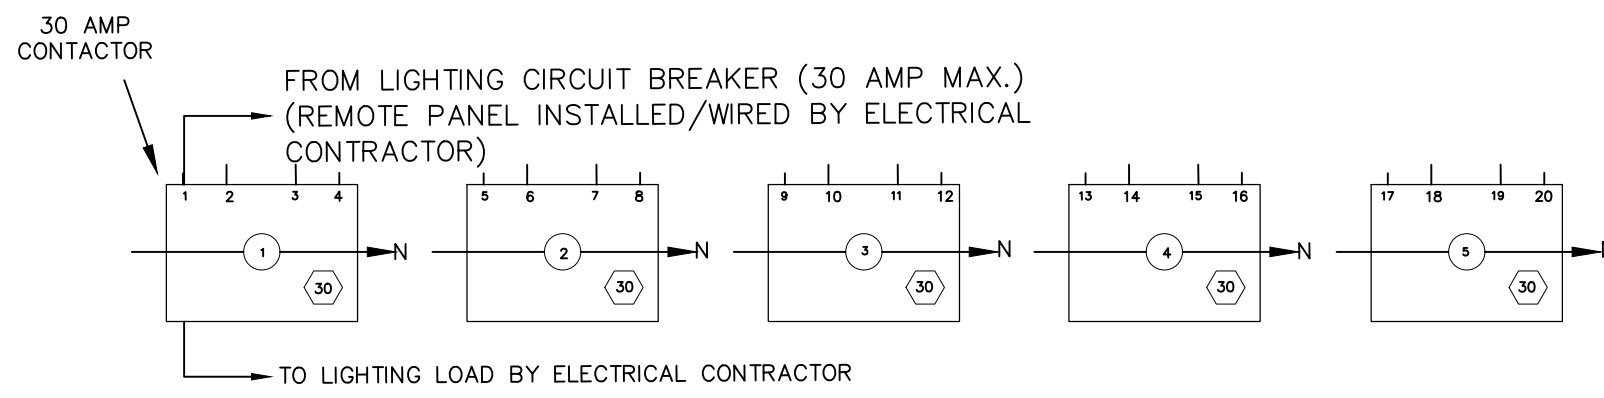 30 AMP
CONTACTOR
FROM LIGHTING CIRCUIT BREAKER (30 AMP MAX.)
(REMOTE PANEL INSTALLED/WIRED BY ELECTRICAL
CONTRACTOR)
1 2 3 4 5 6 7 8 9 10 11 12 13 14 15 16 17 18 19 20
1 N 2 N 3 N 4 N 5
30 30 30 30 30
TO LIGHTING LOAD BY ELECTRICAL CONTRACTOR